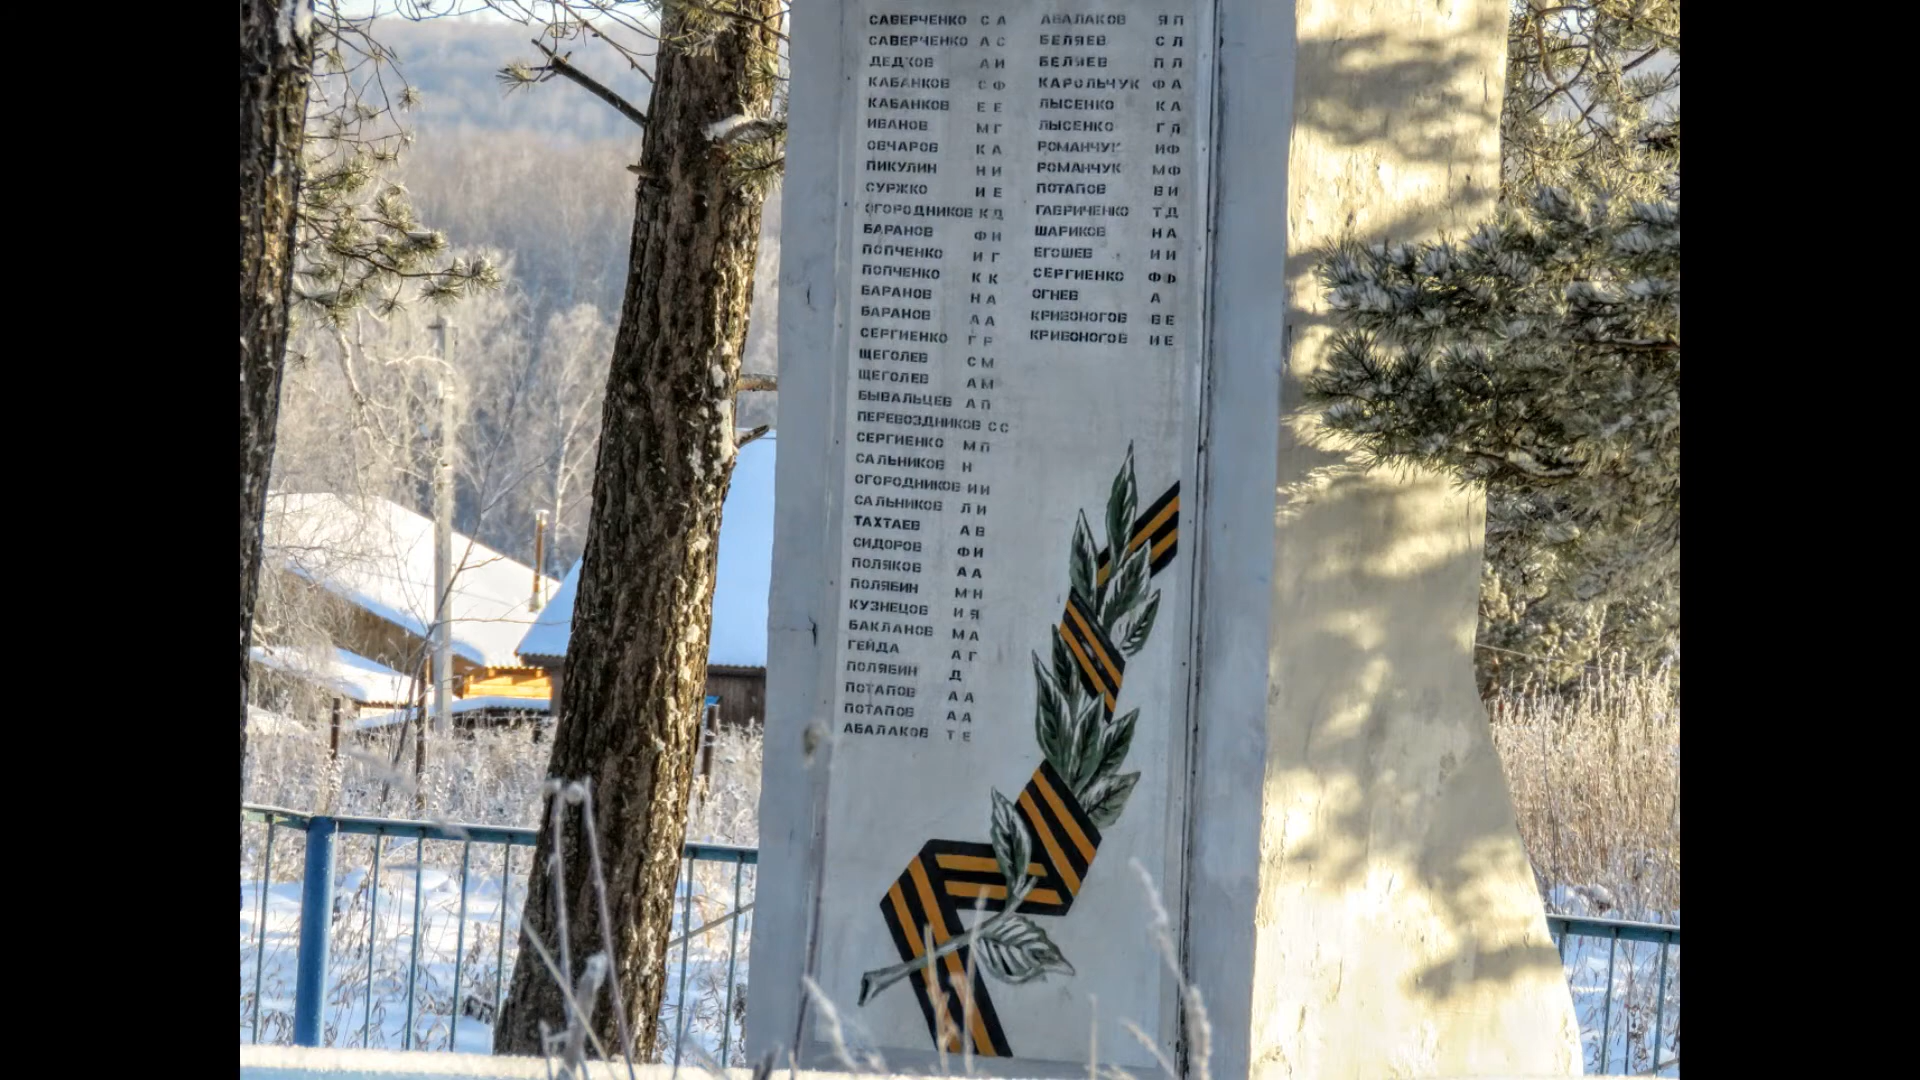 САВЕРЧЕНКО С А
САВЕРЧЕНКО А С
ДЕДКОВ А И
КАБАНКОВ С Ф
КАБАНКОВ Е Е
ИВАНОВ М Г
ОВЧАРОВ К А
ПИКУЛИН Н И
СУРЖКО И Е
ОГОРОДНИКОВ К Д
БАРАНОВ Ф Н
ПОПЧЕНКО И Г
ПОПЧЕНКО К К
БАРАНОВ Н А
БАРАНОВ А А
СЕРГИЕНКО Г Р
ЩЕГОЛЕВ С М
ЩЕГОЛЕВ А М
БЫВАЛЬЦЕВ А П
ПЕРЕВОЗДНИКОВ С С
СЕРГИЕНКО М П
САЛЬНИКОВ Н
ОГОРОДНИКОВ И И
САЛЬНИКОВ Л И
ТАХТАЕВ А В
СИДОРОВ Ф И
ПОЛЯКОВ А А
ПОЛЯБИН М Н
КУЗНЕЦОВ И Я
БАКЛАНОВ М А
ГЕЙДА А Г
ПОЛЯБИН Д
ПОТАПОВ А А
ПОТАПОВ А А
АБАЛАКОВ Т Е
АБАЛАКОВ Я П
БЕЛЯЕВ С Л
БЕЛЯЕВ П Л
КАРОЛЬЧУК Ф А
ЛЫСЕНКО К А
ЛЫСЕНКО Г Л
РОМАНЧУК И Ф
РОМАНЧУК М Ф
ПОТАПОВ В И
ГАВРИЧЕНКО Т Д
ШАРИКОВ Н А
ЕГОШЕВ И И
СЕРГИЕНКО Ф Ь
ОГНЕВ А
КРИВОНОГОВ В Е
КРИВОНОГОВ И Е